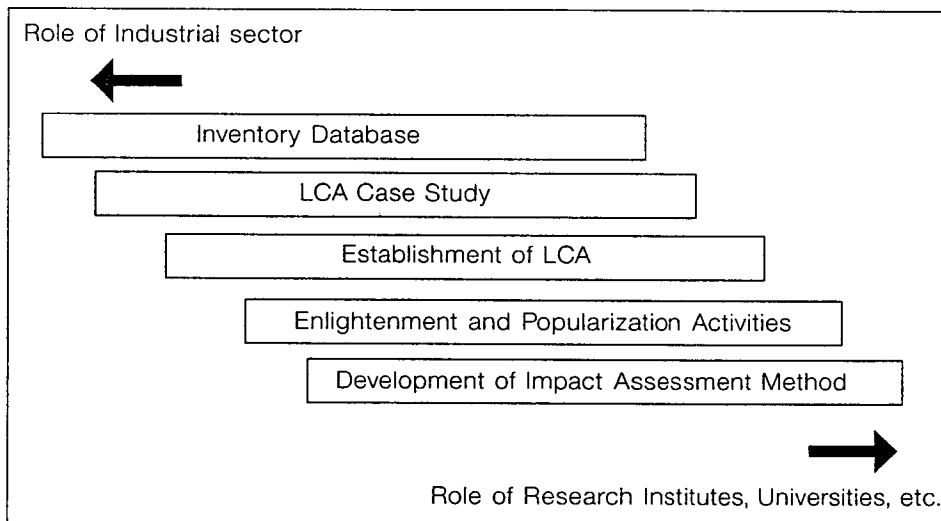 Role of Industrial sector
Inventory Database
LCA Case Study
Establishment of LCA
Enlightenment and Popularization Activities
Development of Impact Assessment Method
Role of Research Institutes, Universities, etc.